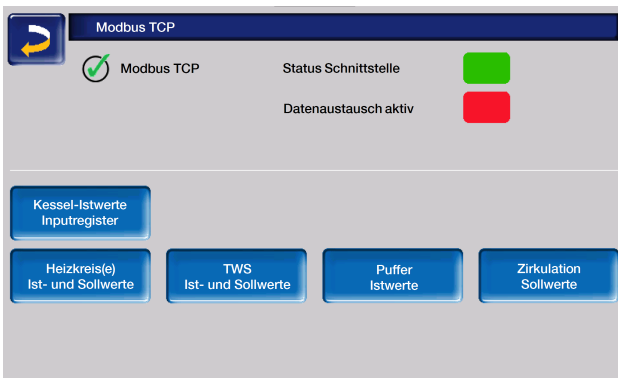 Modbus TCP
Modbus TCP
Status Schnittstelle
Datenaustausch aktiv
Kessel-Istwerte
Inputregister
Heizkreis(e)
Ist- und Sollwerte
TWS
Ist- und Sollwerte
Puffer
Istwerte
Zirkulation
Sollwerte